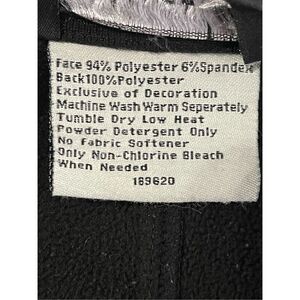 Face 94% Polyester 6%Spandex
Back100%Polyester
Exclusive of Decoration
Machine Wash Warm Seperately
Tumble Dry Low Heat
Powder Detergent Only
No Fabric Softener
Only Non-Chlorine Bleach
When Needed
189620